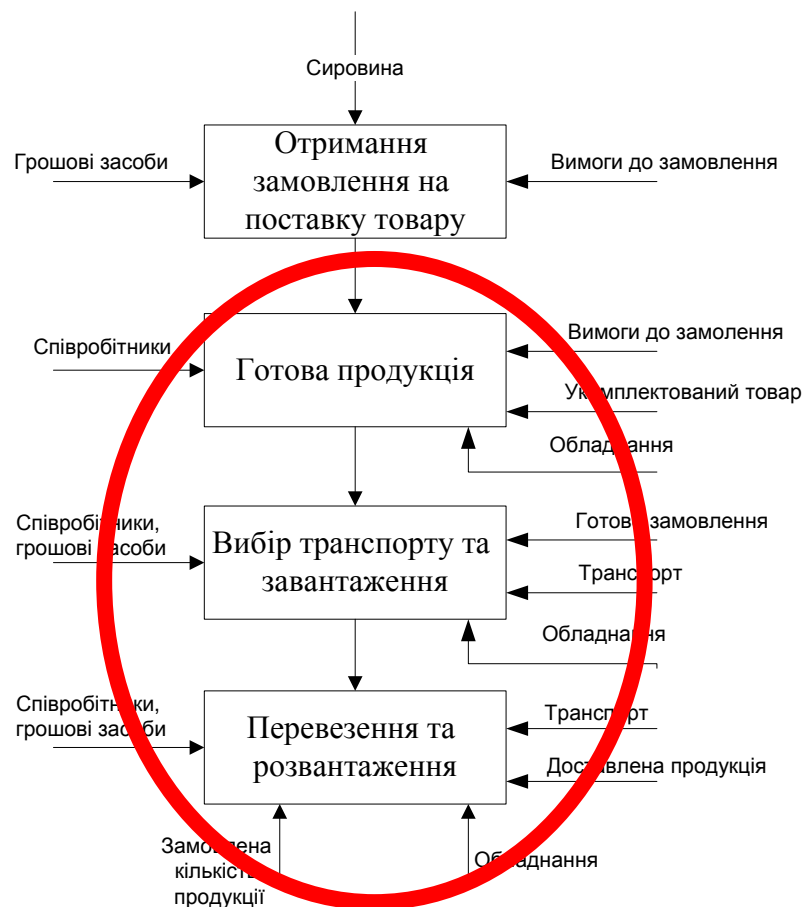 Сировина
Отримання
замовлення на
поставку товару
Грошові засоби
Вимоги до замовлення
Співробітники
Готова продукція
Вимоги до замолення
Укомплектований товар
Обладнання
Співробітники,
грошові засоби
Вибір транспорту та
завантаження
Готове замовлення
Транспорт
Обладнання
Співробітники,
грошові засоби
Перевезення та
розвантаження
Транспорт
Доставлена продукція
Замовлена
кількість
продукції
Обладнання